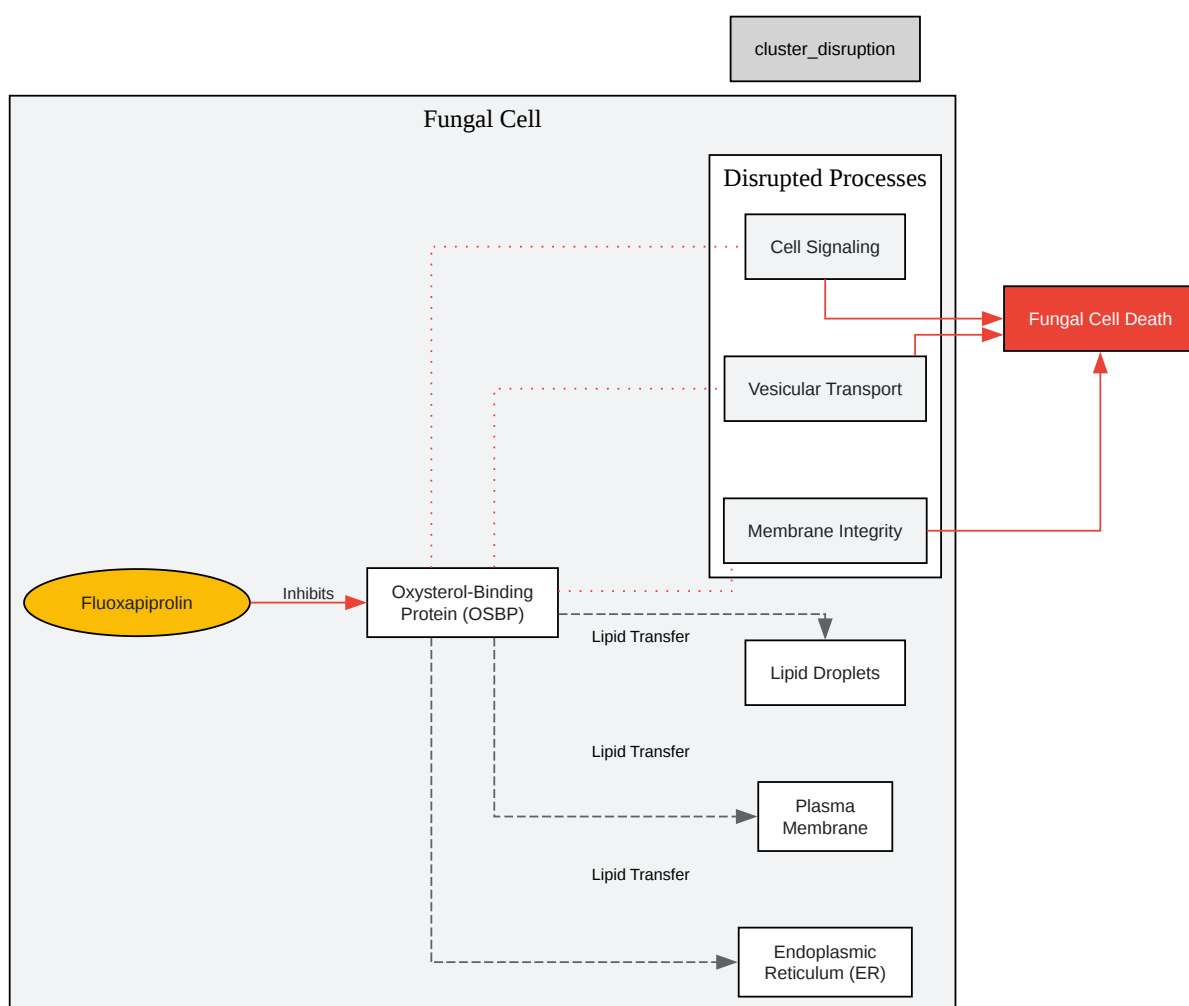 cluster_disruption
Fungal Cell
Disrupted Processes
Cell Signaling
Fungal Cell Death
Vesicular Transport
Membrane Integrity
Fluoxapiprolin
Inhibits
Oxysterol-Binding
Protein (OSBP)
Lipid Transfer
Lipid Droplets
Lipid Transfer
Plasma
Membrane
Lipid Transfer
Endoplasmic
Reticulum (ER)